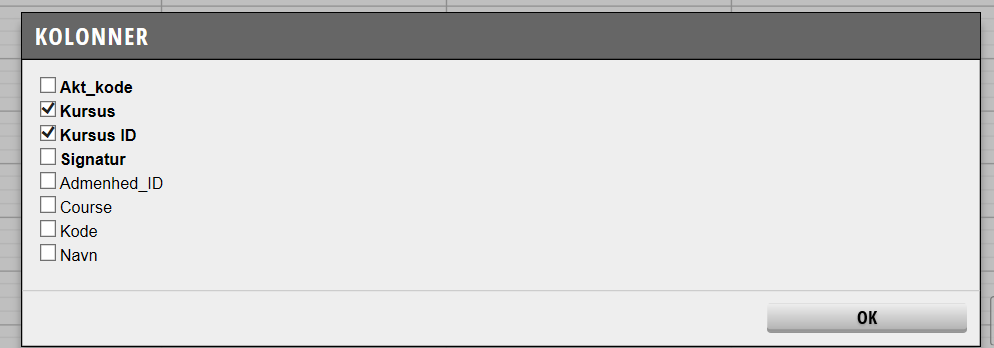 KOLONNER
Akt_kode
Kursus
Kursus ID
Signatur
Admenhed_ID
Course
Kode
Navn
OK